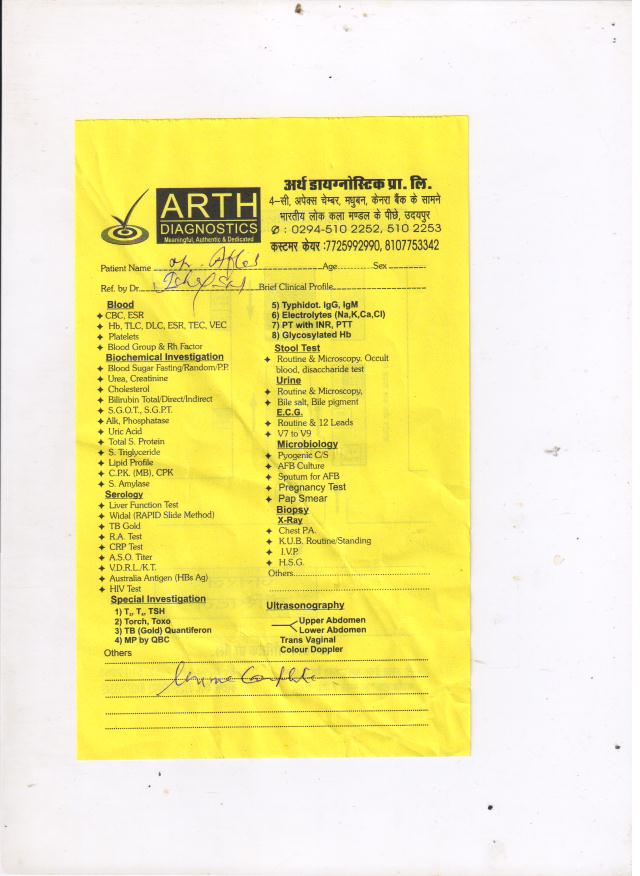 अर्थ डायग्नोस्टिक प्रा. लि.
ARTH
DIAGNOSTICS
Meaningful, Authentic & Dedicated
4-सी, अपेक्स चेम्बर, मधुबन, केनरा बैंक के सामने
भारतीय लोक कला मण्डल के पीछे, उदयपुर
✆ : 0294-510 2252, 510 2253
कस्टमर केयर :7725992990, 8107753342
Patient Name Age Sex
Ref. by Dr. Brief Clinical Profile
Blood
CBC, ESR
Hb, TLC, DLC, ESR, TEC, VEC
Platelets
Blood Group & Rh Factor
Biochemical Investigation
Blood Sugar Fasting/Random/P.P.
Urea, Creatinine
Cholesterol
Bilirubin Total/Direct/Indirect
S.G.O.T., S.G.P.T.
Alk, Phosphatase
Uric Acid
Total S. Protein
S. Triglyceride
Lipid Profile
C.P.K. (MB), CPK
S. Amylase
Serology
Liver Function Test
Widal (RAPID Slide Method)
TB Gold
R.A. Test
CRP Test
A.S.O. Titer
V.D.R.L./K.T.
Australia Antigen (HBs Ag)
HIV Test
Special Investigation
1) T₃, T₄, TSH
2) Torch, Toxo
3) TB (Gold) Quantiferon
4) MP by QBC
5) Typhidot. IgG, IgM
6) Electrolytes (Na,K,Ca,Cl)
7) PT with INR, PTT
8) Glycosylated Hb
Stool Test
Routine & Microscopy, Occult
blood, disaccharide test
Urine
Routine & Microscopy,
Bile salt, Bile pigment
E.C.G.
Routine & 12 Leads
V7 to V9
Microbiology
Pyogenic C/S
AFB Culture
Sputum for AFB
Pregnancy Test
Pap Smear
Biopsy
X-Ray
Chest P.A.
K.U.B. Routine/Standing
I.V.P.
H.S.G.
Others
Ultrasonography
Upper Abdomen
Lower Abdomen
Trans Vaginal
Colour Doppler
Others